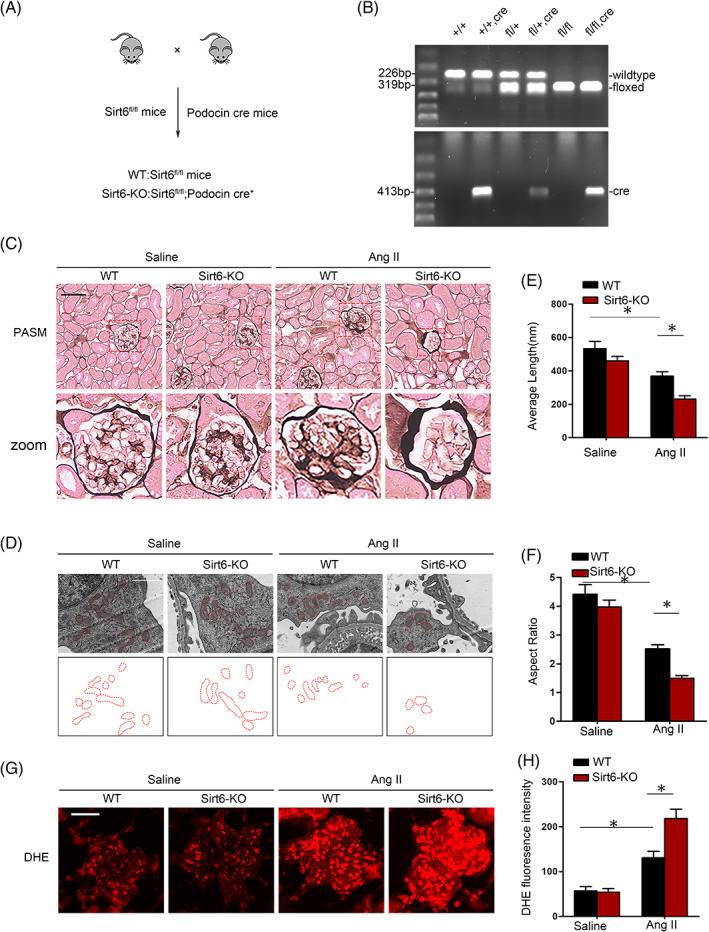 (A)
×
Sirt6fl/fl mice
Podocin cre mice
WT:Sirt6fl/fl mice
Sirt6-KO:Sirt6fl/fl;Podocin cre+
(B)
+/+
+/+,cre
fl/+
fl/+,cre
fl/fl
fl/fl,cre
226bp
319bp
wildtype
floxed
413bp
cre
(C)
Saline
Ang II
WT
Sirt6-KO
WT
Sirt6-KO
PASM
zoom
(D)
Saline
Ang II
WT
Sirt6-KO
WT
Sirt6-KO
(E)
WT
Sirt6-KO
Average Length(nm)
800
600
400
200
0
*
*
Saline
Ang II
(F)
WT
Sirt6-KO
Aspect Ratio
5
4
3
2
1
0
*
*
Saline
Ang II
(G)
Saline
Ang II
WT
Sirt6-KO
WT
Sirt6-KO
DHE
(H)
WT
Sirt6-KO
DHE fluoresence intensity
300
200
100
0
*
*
Saline
Ang II